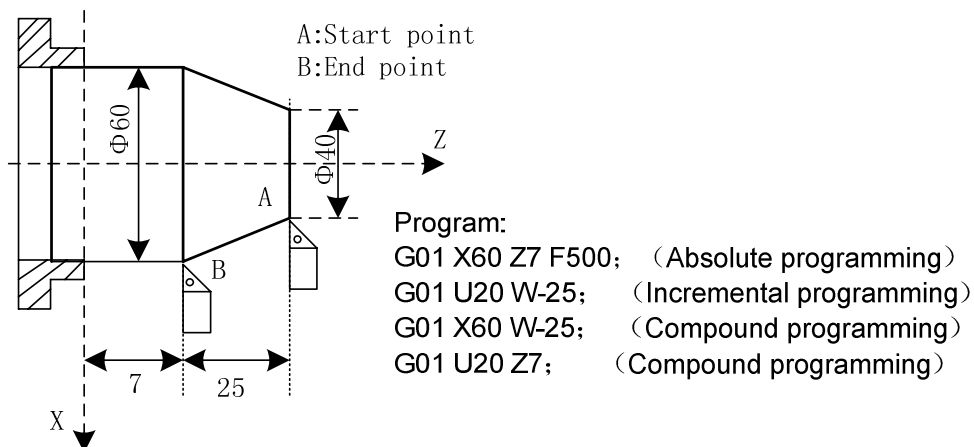 A:Start point
B:End point
Φ60
Φ40
Z
A
B
7
25
X
Program:
G01 X60 Z7 F500; （Absolute programming）
G01 U20 W-25; （Incremental programming）
G01 X60 W-25; （Compound programming）
G01 U20 Z7; （Compound programming）